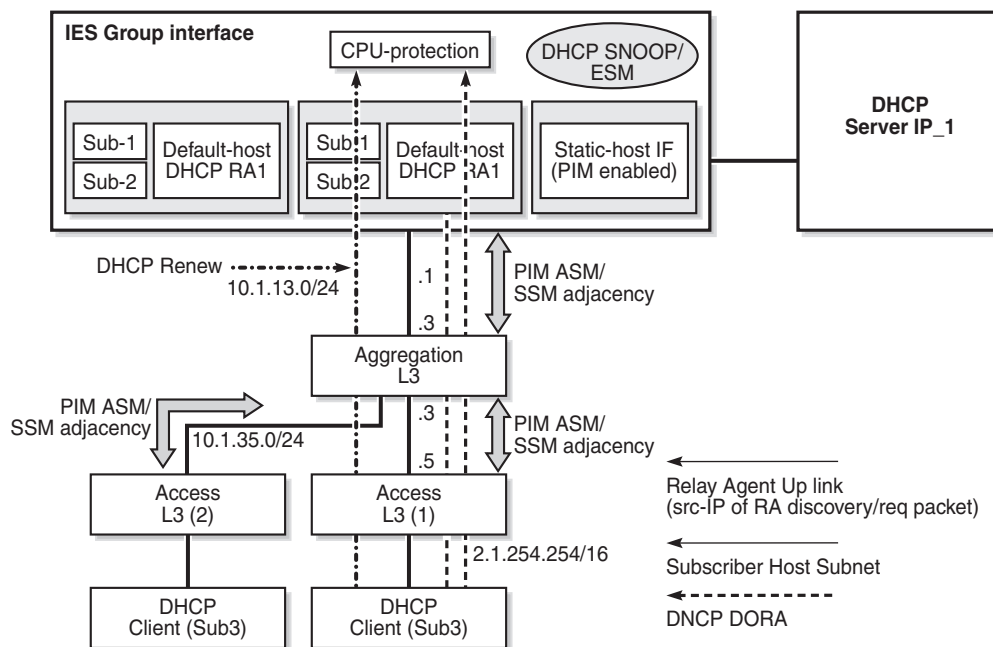 IES Group interface
CPU-protection
DHCP SNOOP/
ESM
DHCP
Server IP_1
Sub-1
Sub-2
Default-host
DHCP RA1
Sub-1
Sub-2
Default-host
DHCP RA1
Static-host IF
(PIM enabled)
DHCP Renew
10.1.13.0/24
.1
PIM ASM/
SSM adjacency
.3
Aggregation
L3
PIM ASM/
SSM adjacency
10.1.35.0/24
.3
PIM ASM/
SSM adjacency
.5
Access
L3 (2)
Access
L3 (1)
Relay Agent Up link
(src-IP of RA discovery/req packet)
2.1.254.254/16
Subscriber Host Subnet
DHCP
Client (Sub3)
DHCP
Client (Sub3)
DNCP DORA